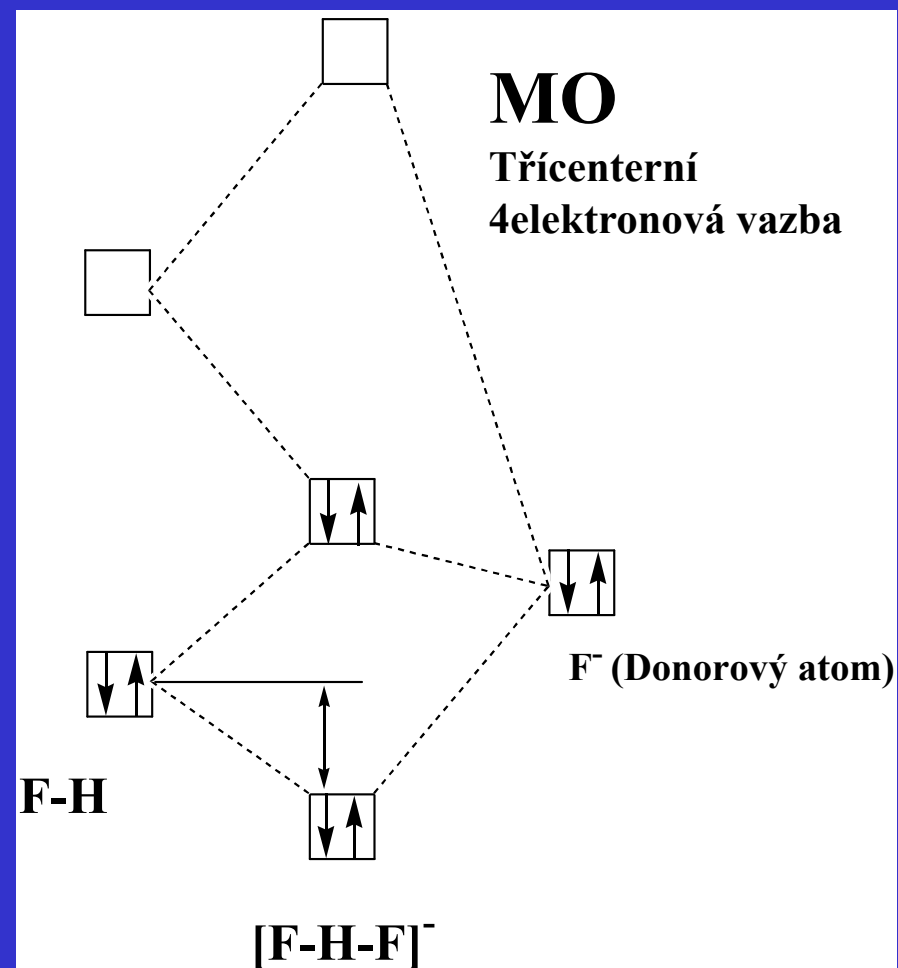 MO
Třícenterní
4elektronová vazba
F⁻ (Donorový atom)
F-H
[F-H-F]⁻